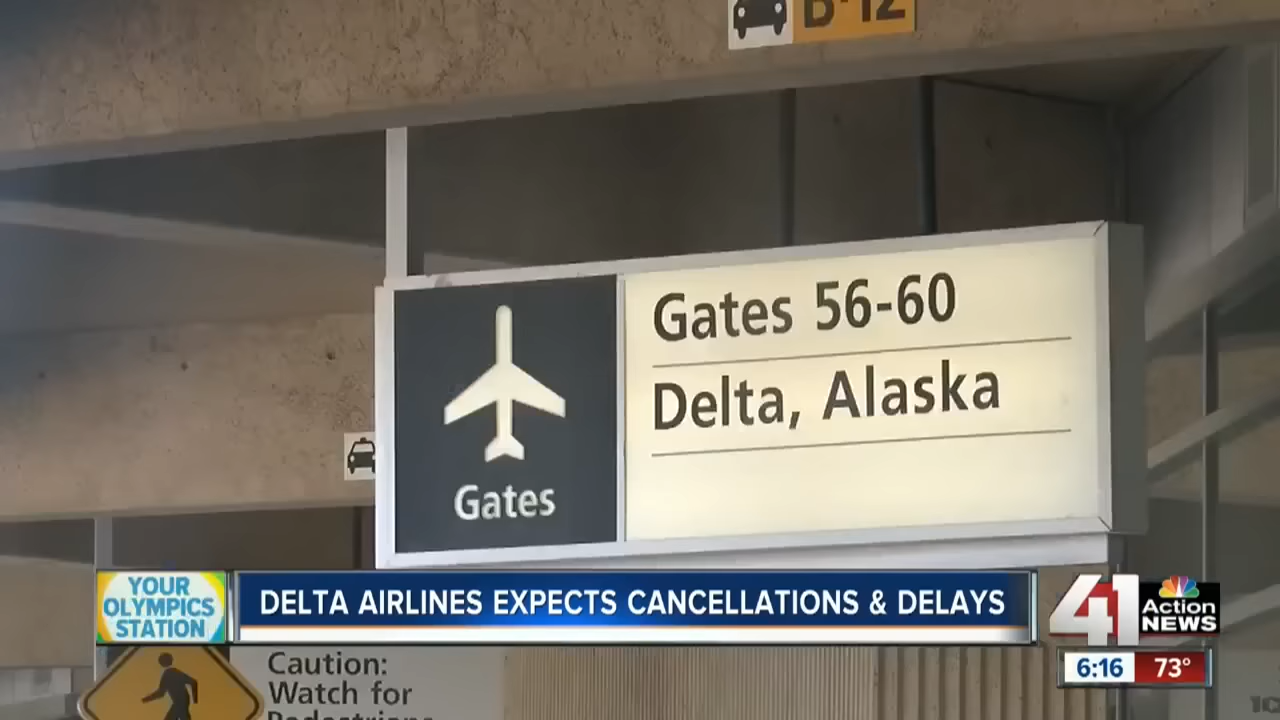 B-12
Gates 56-60
Delta, Alaska
Gates
YOUR
OLYMPICS
STATION
DELTA AIRLINES EXPECTS CANCELLATIONS & DELAYS
41
Action
NEWS
6:16
73°
Caution:
Watch for
Pedestrians